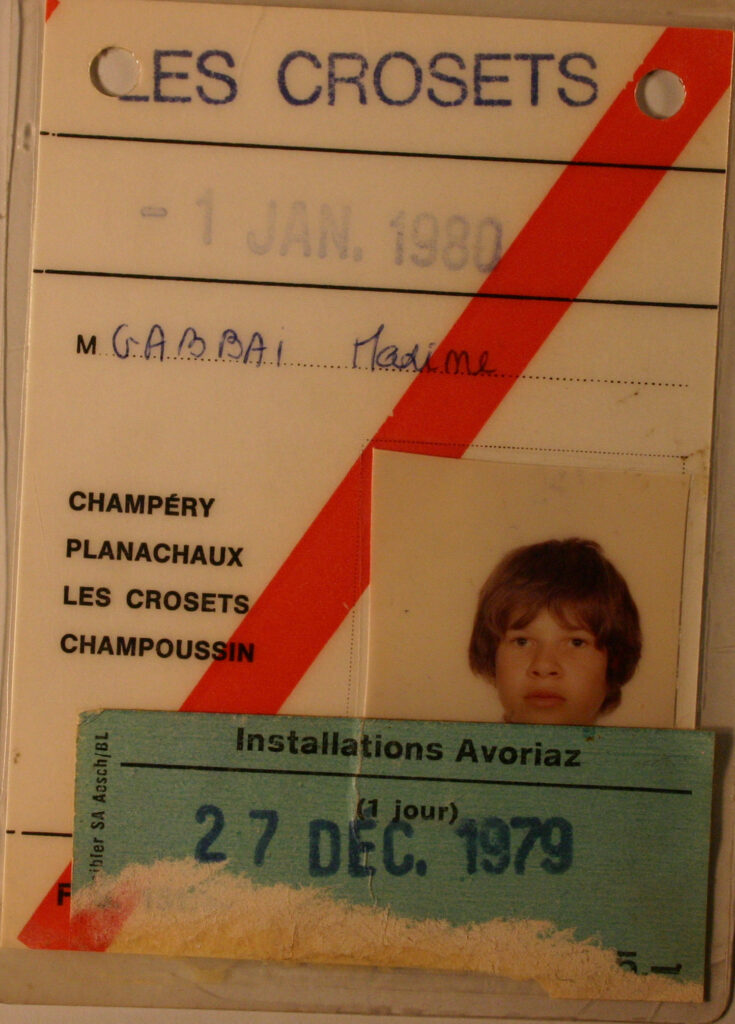 LES CROSETS
- 1 JAN. 1980
M GABBAI Maxime
CHAMPÉRY
PLANACHAUX
LES CROSETS
CHAMPOUSSIN
Installations Avoriaz
(1 jour)
27 DEC. 1979
SA Aesch/BL
F